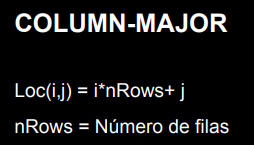 COLUMN-MAJOR
Loc(i,j) = i*nRows+ j
nRows = Número de filas